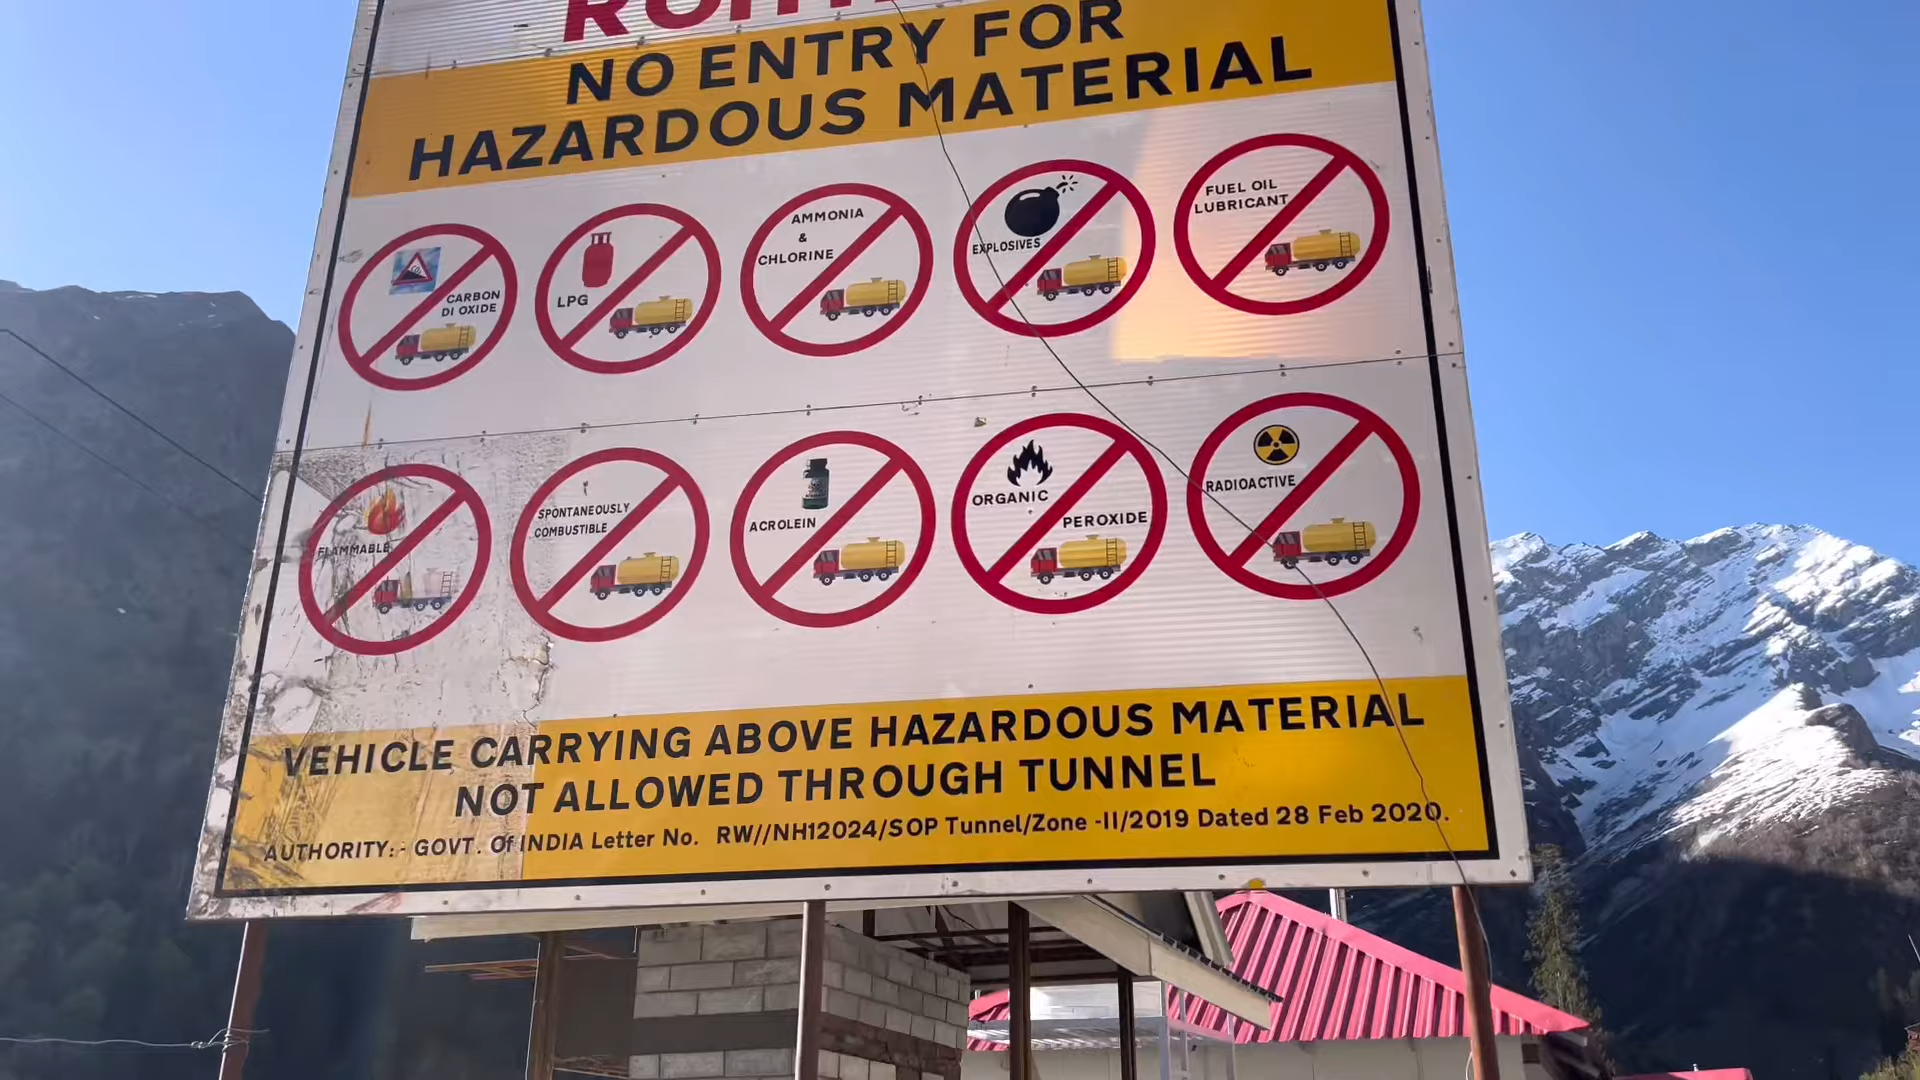 NO ENTRY FOR
HAZARDOUS MATERIAL
CARBON
DI OXIDE
LPG
AMMONIA
&
CHLORINE
EXPLOSIVES
FUEL OIL
LUBRICANT
FLAMMABLE
SPONTANEOUSLY
COMBUSTIBLE
ACROLEIN
ORGANIC
PEROXIDE
RADIOACTIVE
VEHICLE CARRYING ABOVE HAZARDOUS MATERIAL
NOT ALLOWED THROUGH TUNNEL
AUTHORITY:- GOVT. Of INDIA Letter No. RW//NH12024/SOP Tunnel/Zone -II/2019 Dated 28 Feb 2020.